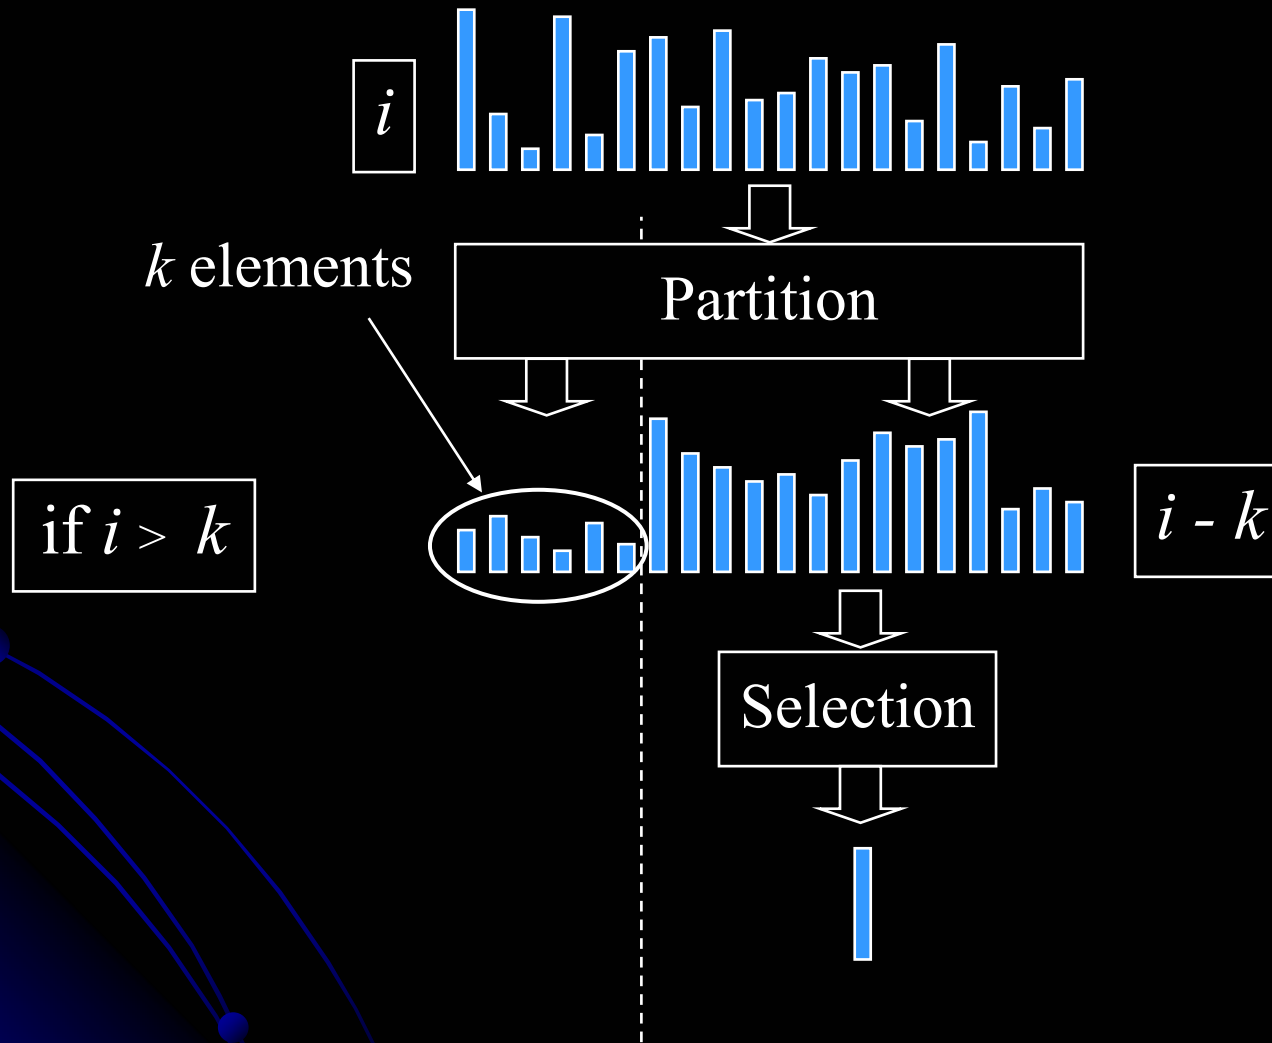 i
k elements
Partition
if i > k
i - k
Selection